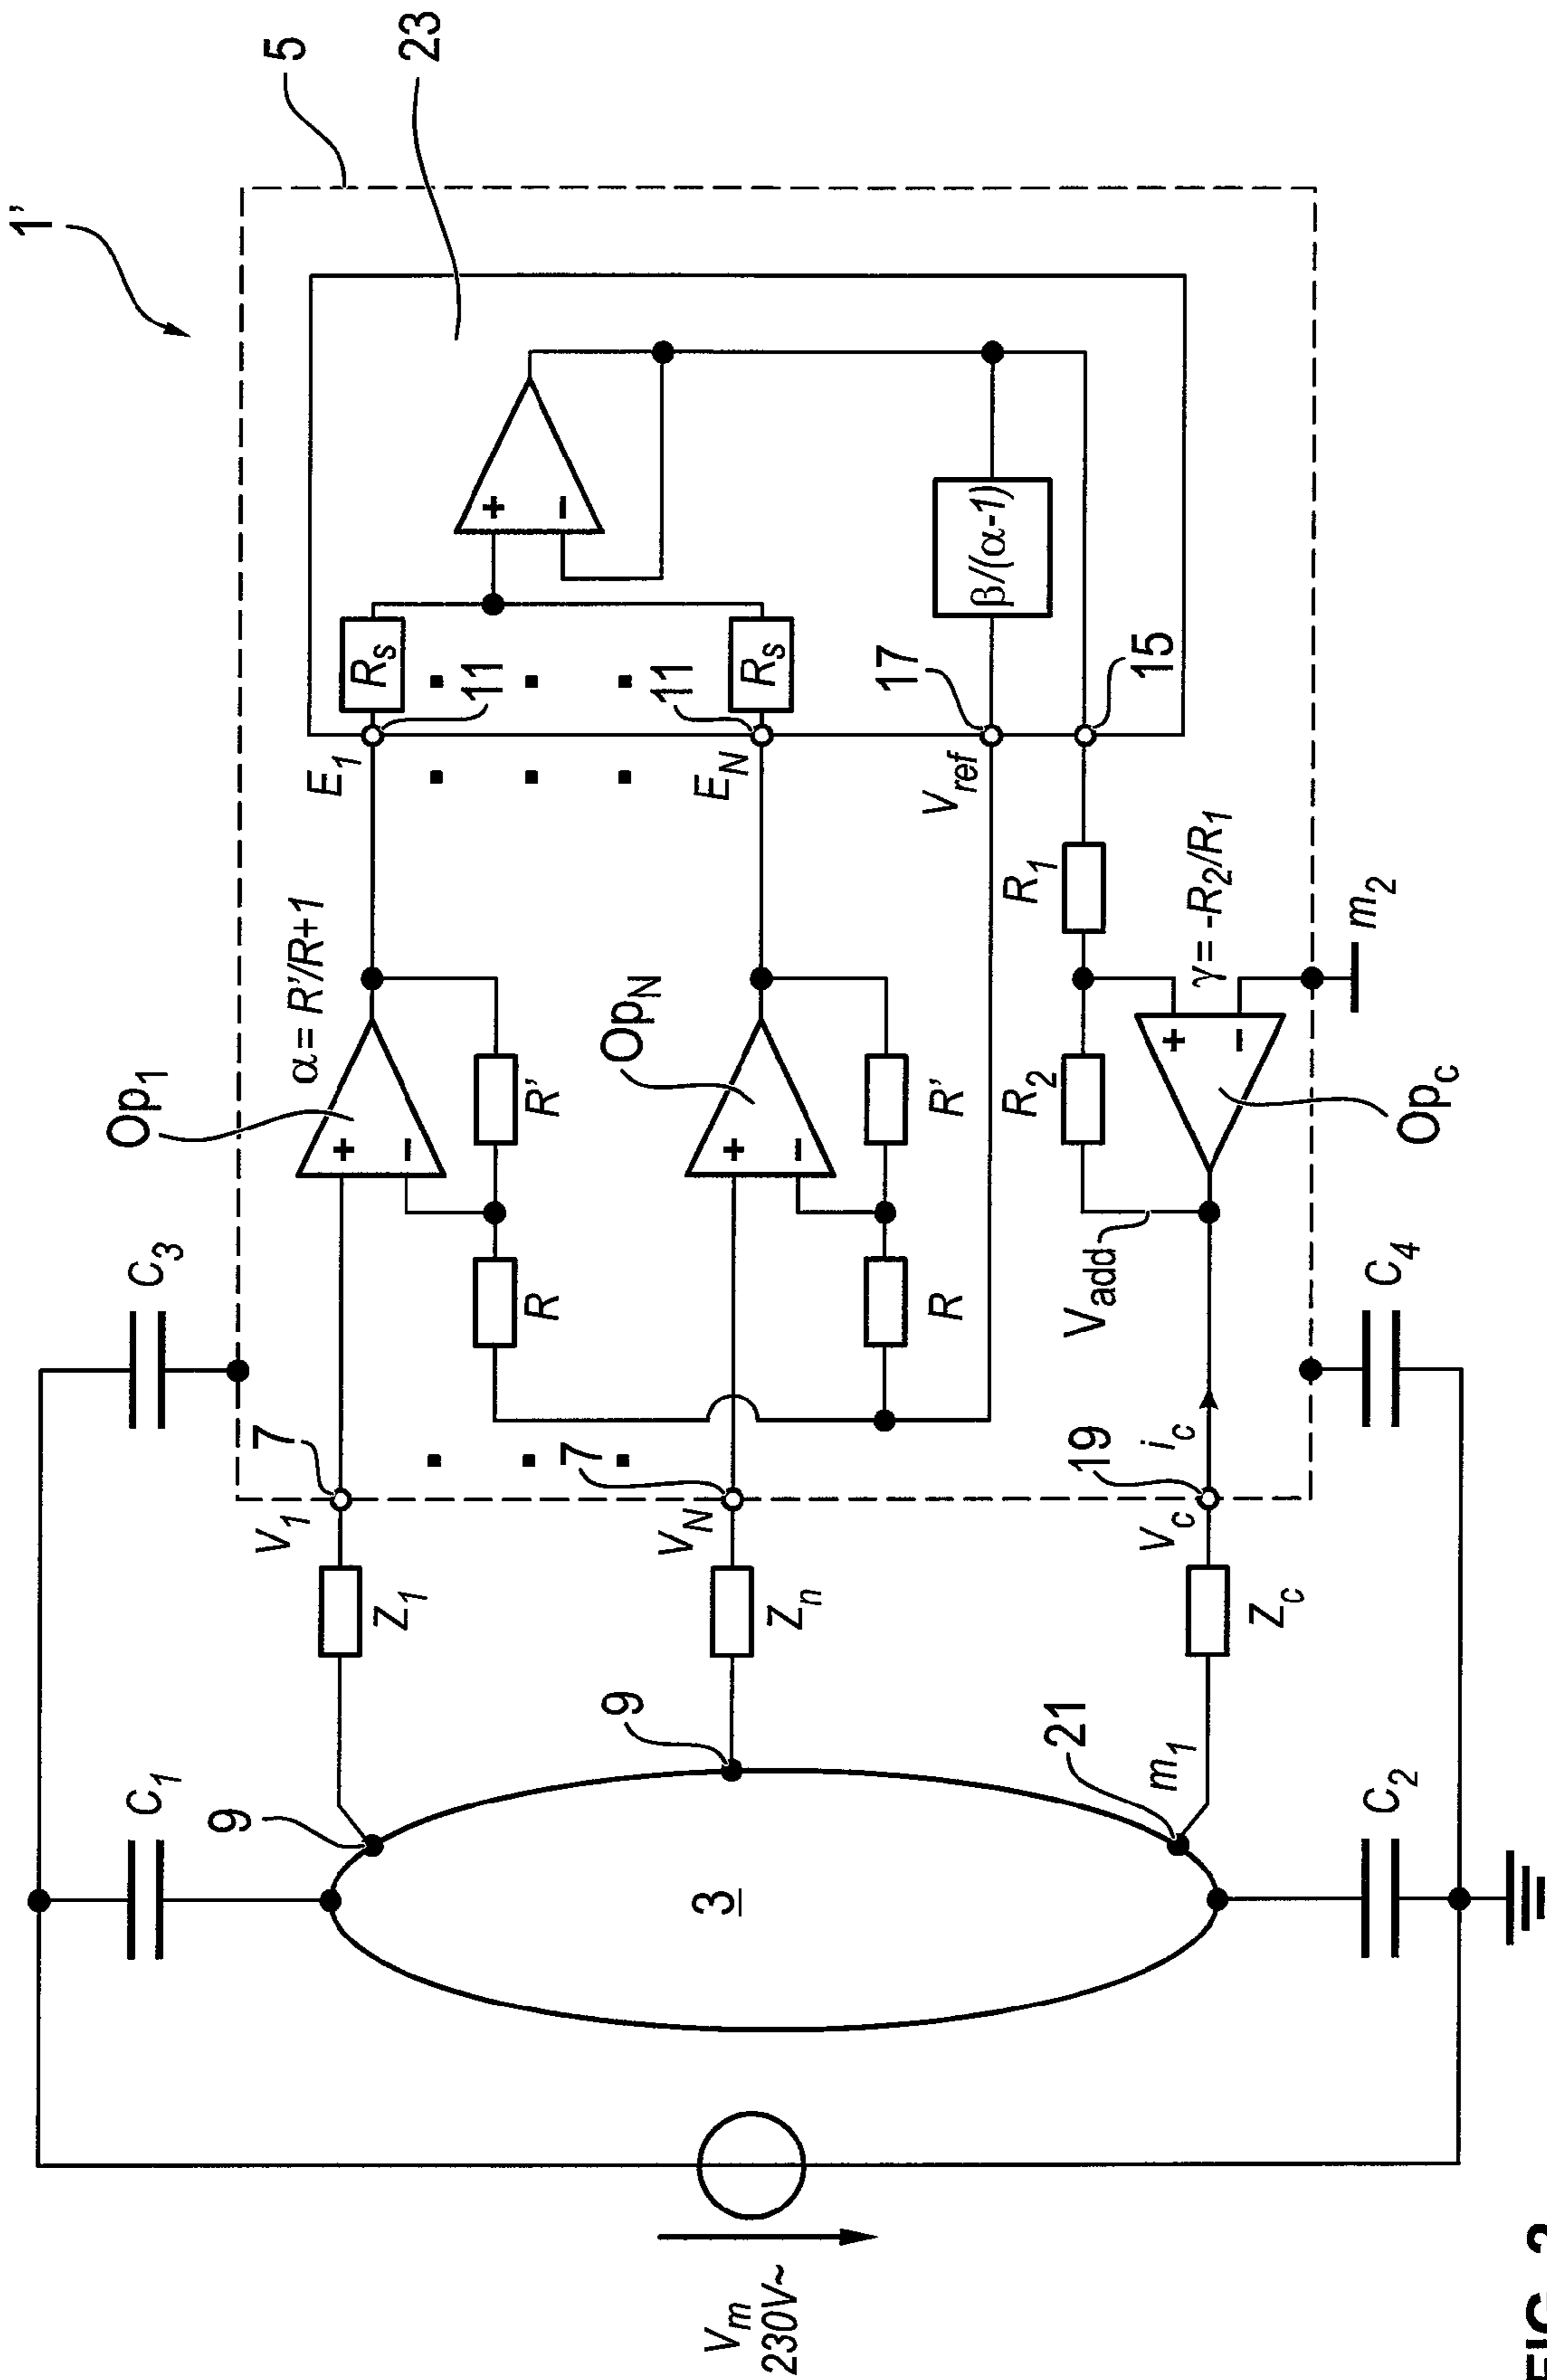 1'
5
23
C3
Op1
α = R'/R+1
E1
11
Rs
+
−
7
V1
Z1
R
R'
C1
9
OpN
EN
11
Rs
+
−
+
−
7
VN
Zn
R
R'
9
3
Vref
17
β/(α-1)
15
R1
R2
γ = -R2/R1
+
−
Opc
Vadd
m2
19
ic
Vc
Zc
21
m1
C4
C2
Vm
230V~